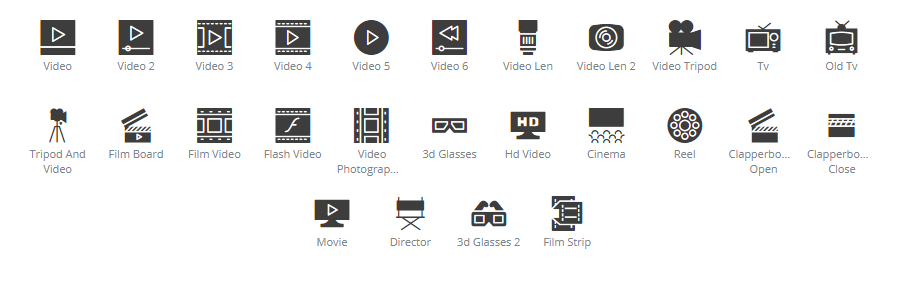 Video Video 2 Video 3 Video 4 Video 5 Video 6 Video Len Video Len 2 Video Tripod Tv Old Tv
HD
Tripod And Film Board Film Video Flash Video Video 3d Glasses Hd Video Cinema Reel Clapperbo... Clapperbo...
Video Photograp... Open Close
Movie Director 3d Glasses 2 Film Strip